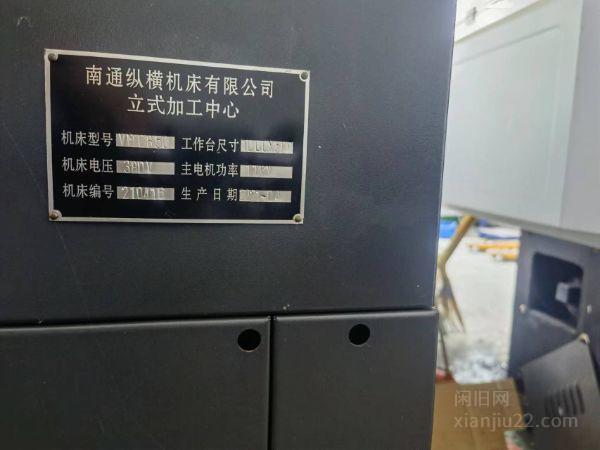 南通纵横机床有限公司
立式加工中心
机床型号 工作台尺寸
机床电压 380V 主电机功率
机床编号 210416 生产日期
闲旧网
xianjiu22.com